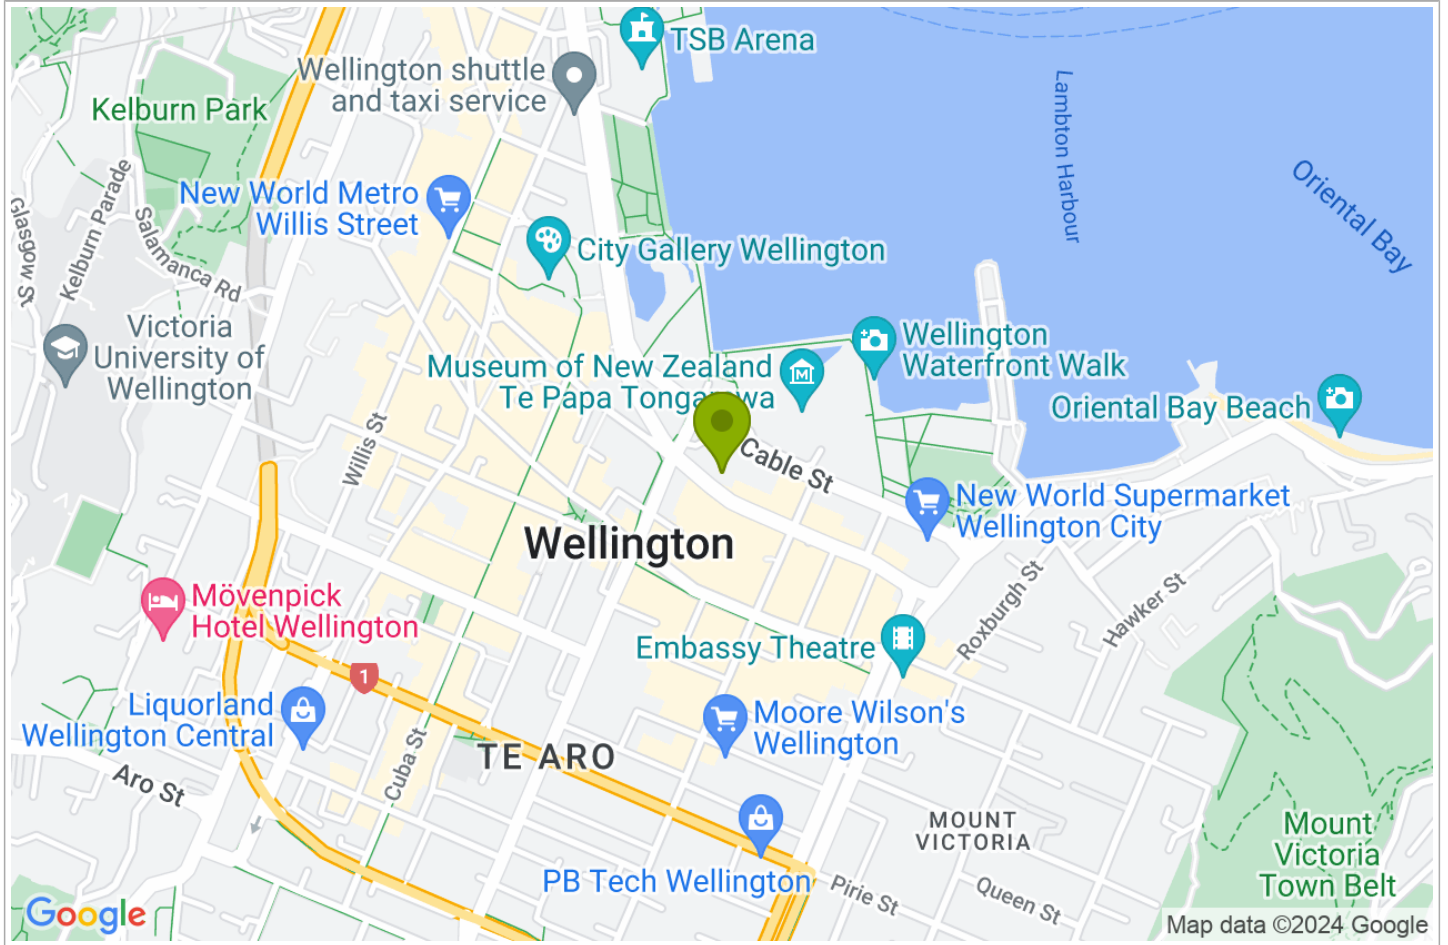 TSB Arena
Wellington shuttle
and taxi service
Kelburn Park
Lambton Harbour
Oriental Bay
Kelburn Parade
Glasgow St
Salamanca Rd
New World Metro
Willis Street
City Gallery Wellington
Victoria
University of
Wellington
Museum of New Zealand
Te Papa
Wellington
Waterfront Walk
Oriental Bay Beach
Willis St
Cable St
New World Supermarket
Wellington City
Wellington
Roxburgh St
Hawker St
Mövenpick
Hotel Wellington
Embassy Theatre
1
Liquorland
Wellington Central
Moore Wilson's
Wellington
Cuba St
TE ARO
Aro St
MOUNT
VICTORIA
Mount
Victoria
Town Belt
PB Tech Wellington
Pirie St
Queen St
Google
Map data ©2024 Google